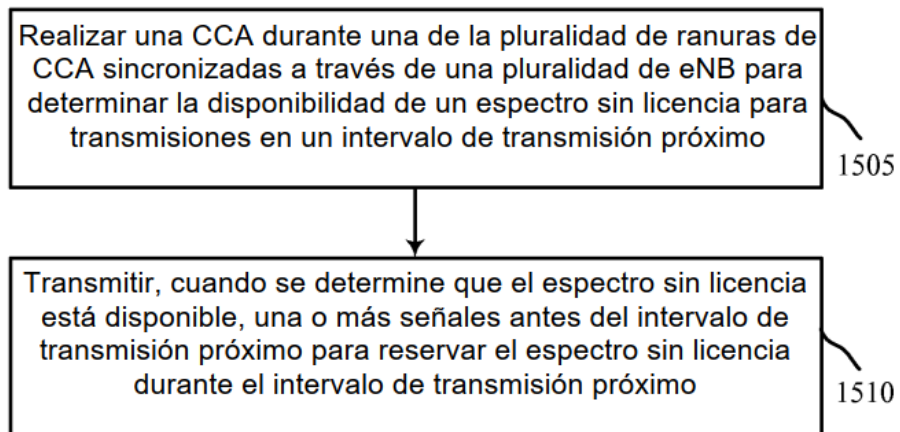 Realizar una CCA durante una de la pluralidad de ranuras de
CCA sincronizadas a través de una pluralidad de eNB para
determinar la disponibilidad de un espectro sin licencia para
transmisiones en un intervalo de transmisión próximo
1505
Transmitir, cuando se determine que el espectro sin licencia
está disponible, una o más señales antes del intervalo de
transmisión próximo para reservar el espectro sin licencia
durante el intervalo de transmisión próximo
1510